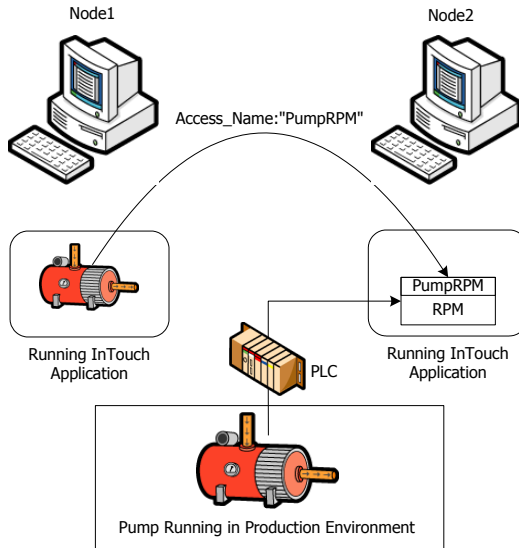 Node1
Node2
Access_Name:"PumpRPM"
PumpRPM
RPM
Running InTouch
Application
Running InTouch
Application
PLC
Pump Running in Production Environment